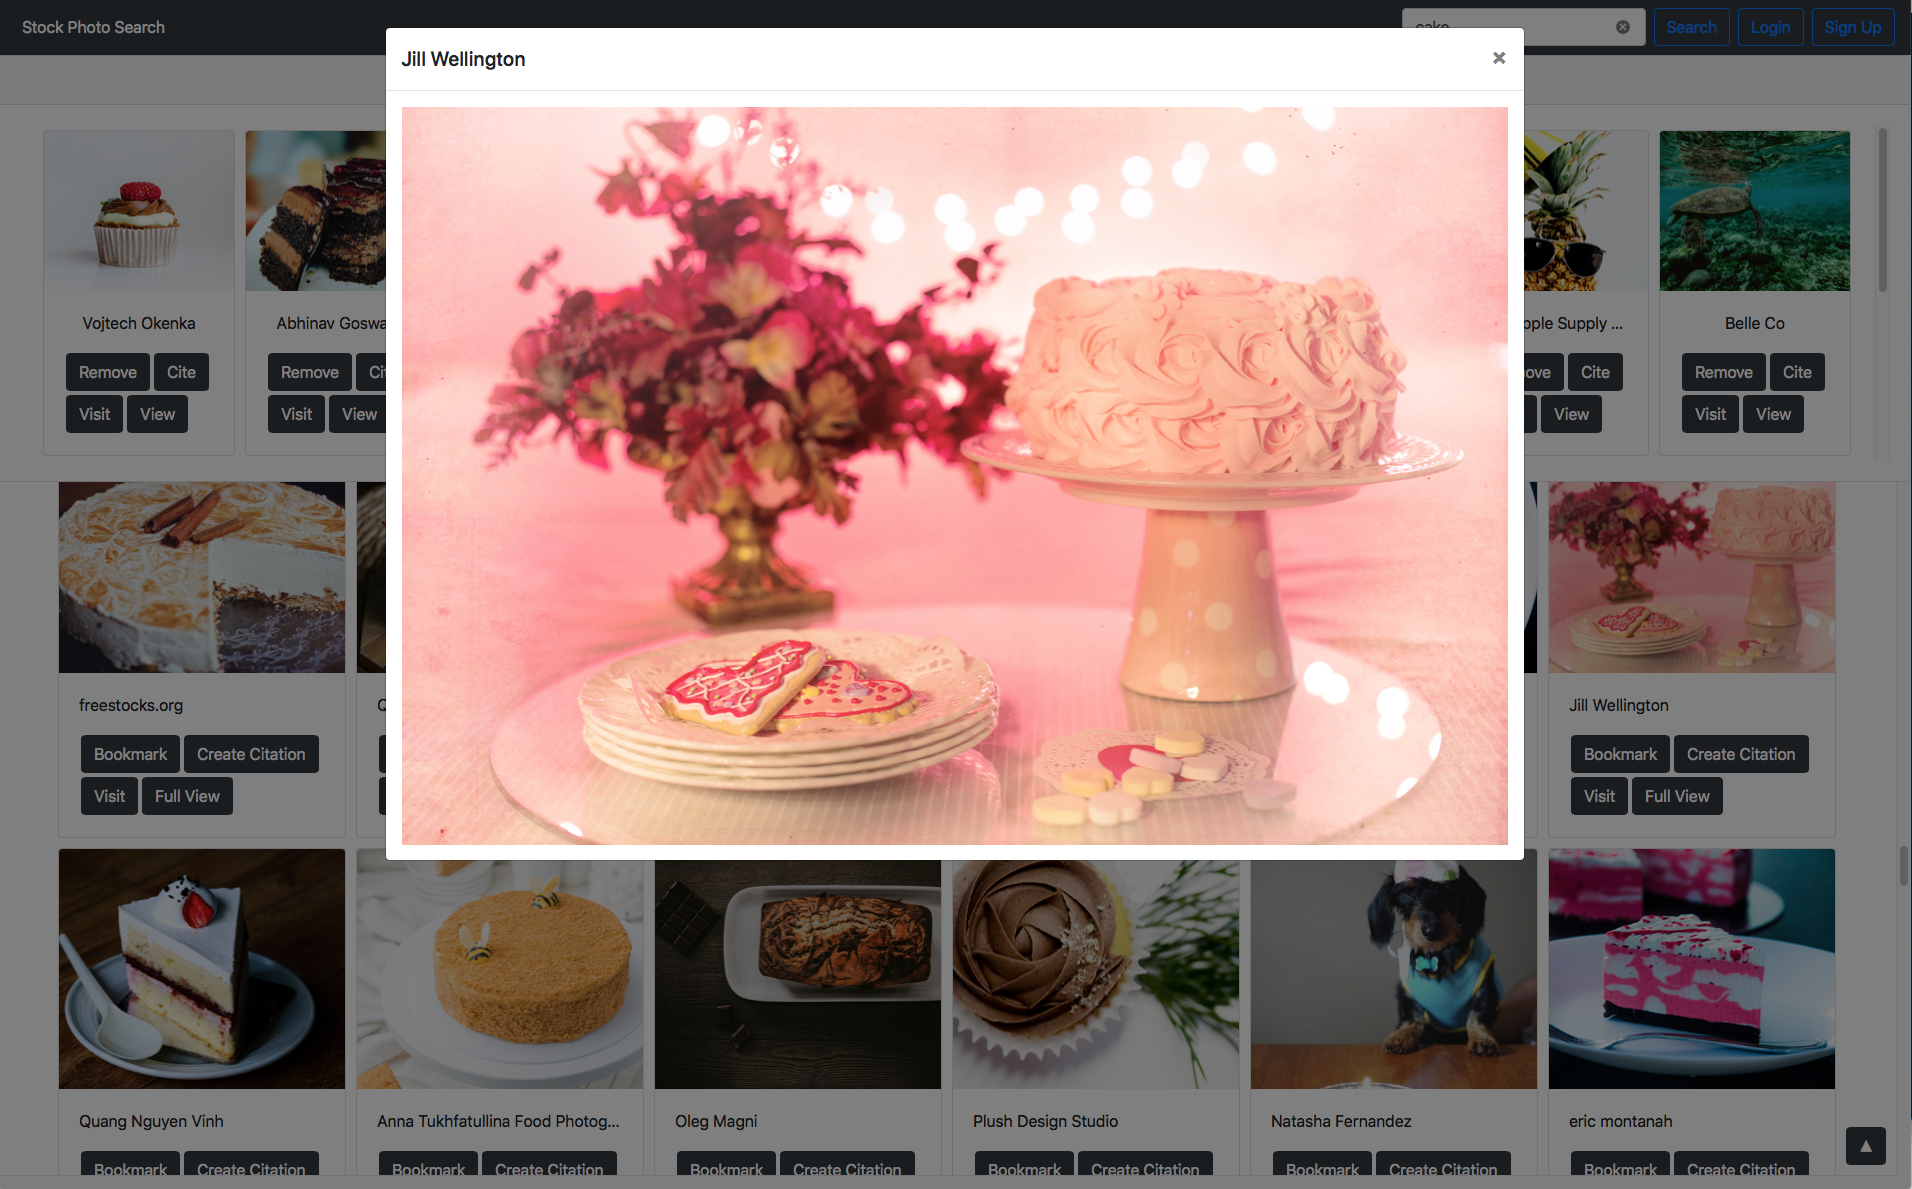 Stock Photo Search
cake
Search
Login
Sign Up
Jill Wellington
×
Vojtech Okenka
Remove
Cite
Visit
View
Abhinav Goswa
Remove
Visit
View
pple Supply ...
Cite
View
Belle Co
Remove
Cite
Visit
View
freestocks.org
Bookmark
Create Citation
Visit
Full View
Jill Wellington
Bookmark
Create Citation
Visit
Full View
Quang Nguyen Vinh
Bookmark
Create Citation
Anna Tukhfatullina Food Photog...
Bookmark
Create Citation
Oleg Magni
Bookmark
Create Citation
Plush Design Studio
Bookmark
Create Citation
Natasha Fernandez
Bookmark
Create Citation
eric montanah
Bookmark
Create Citation
▲